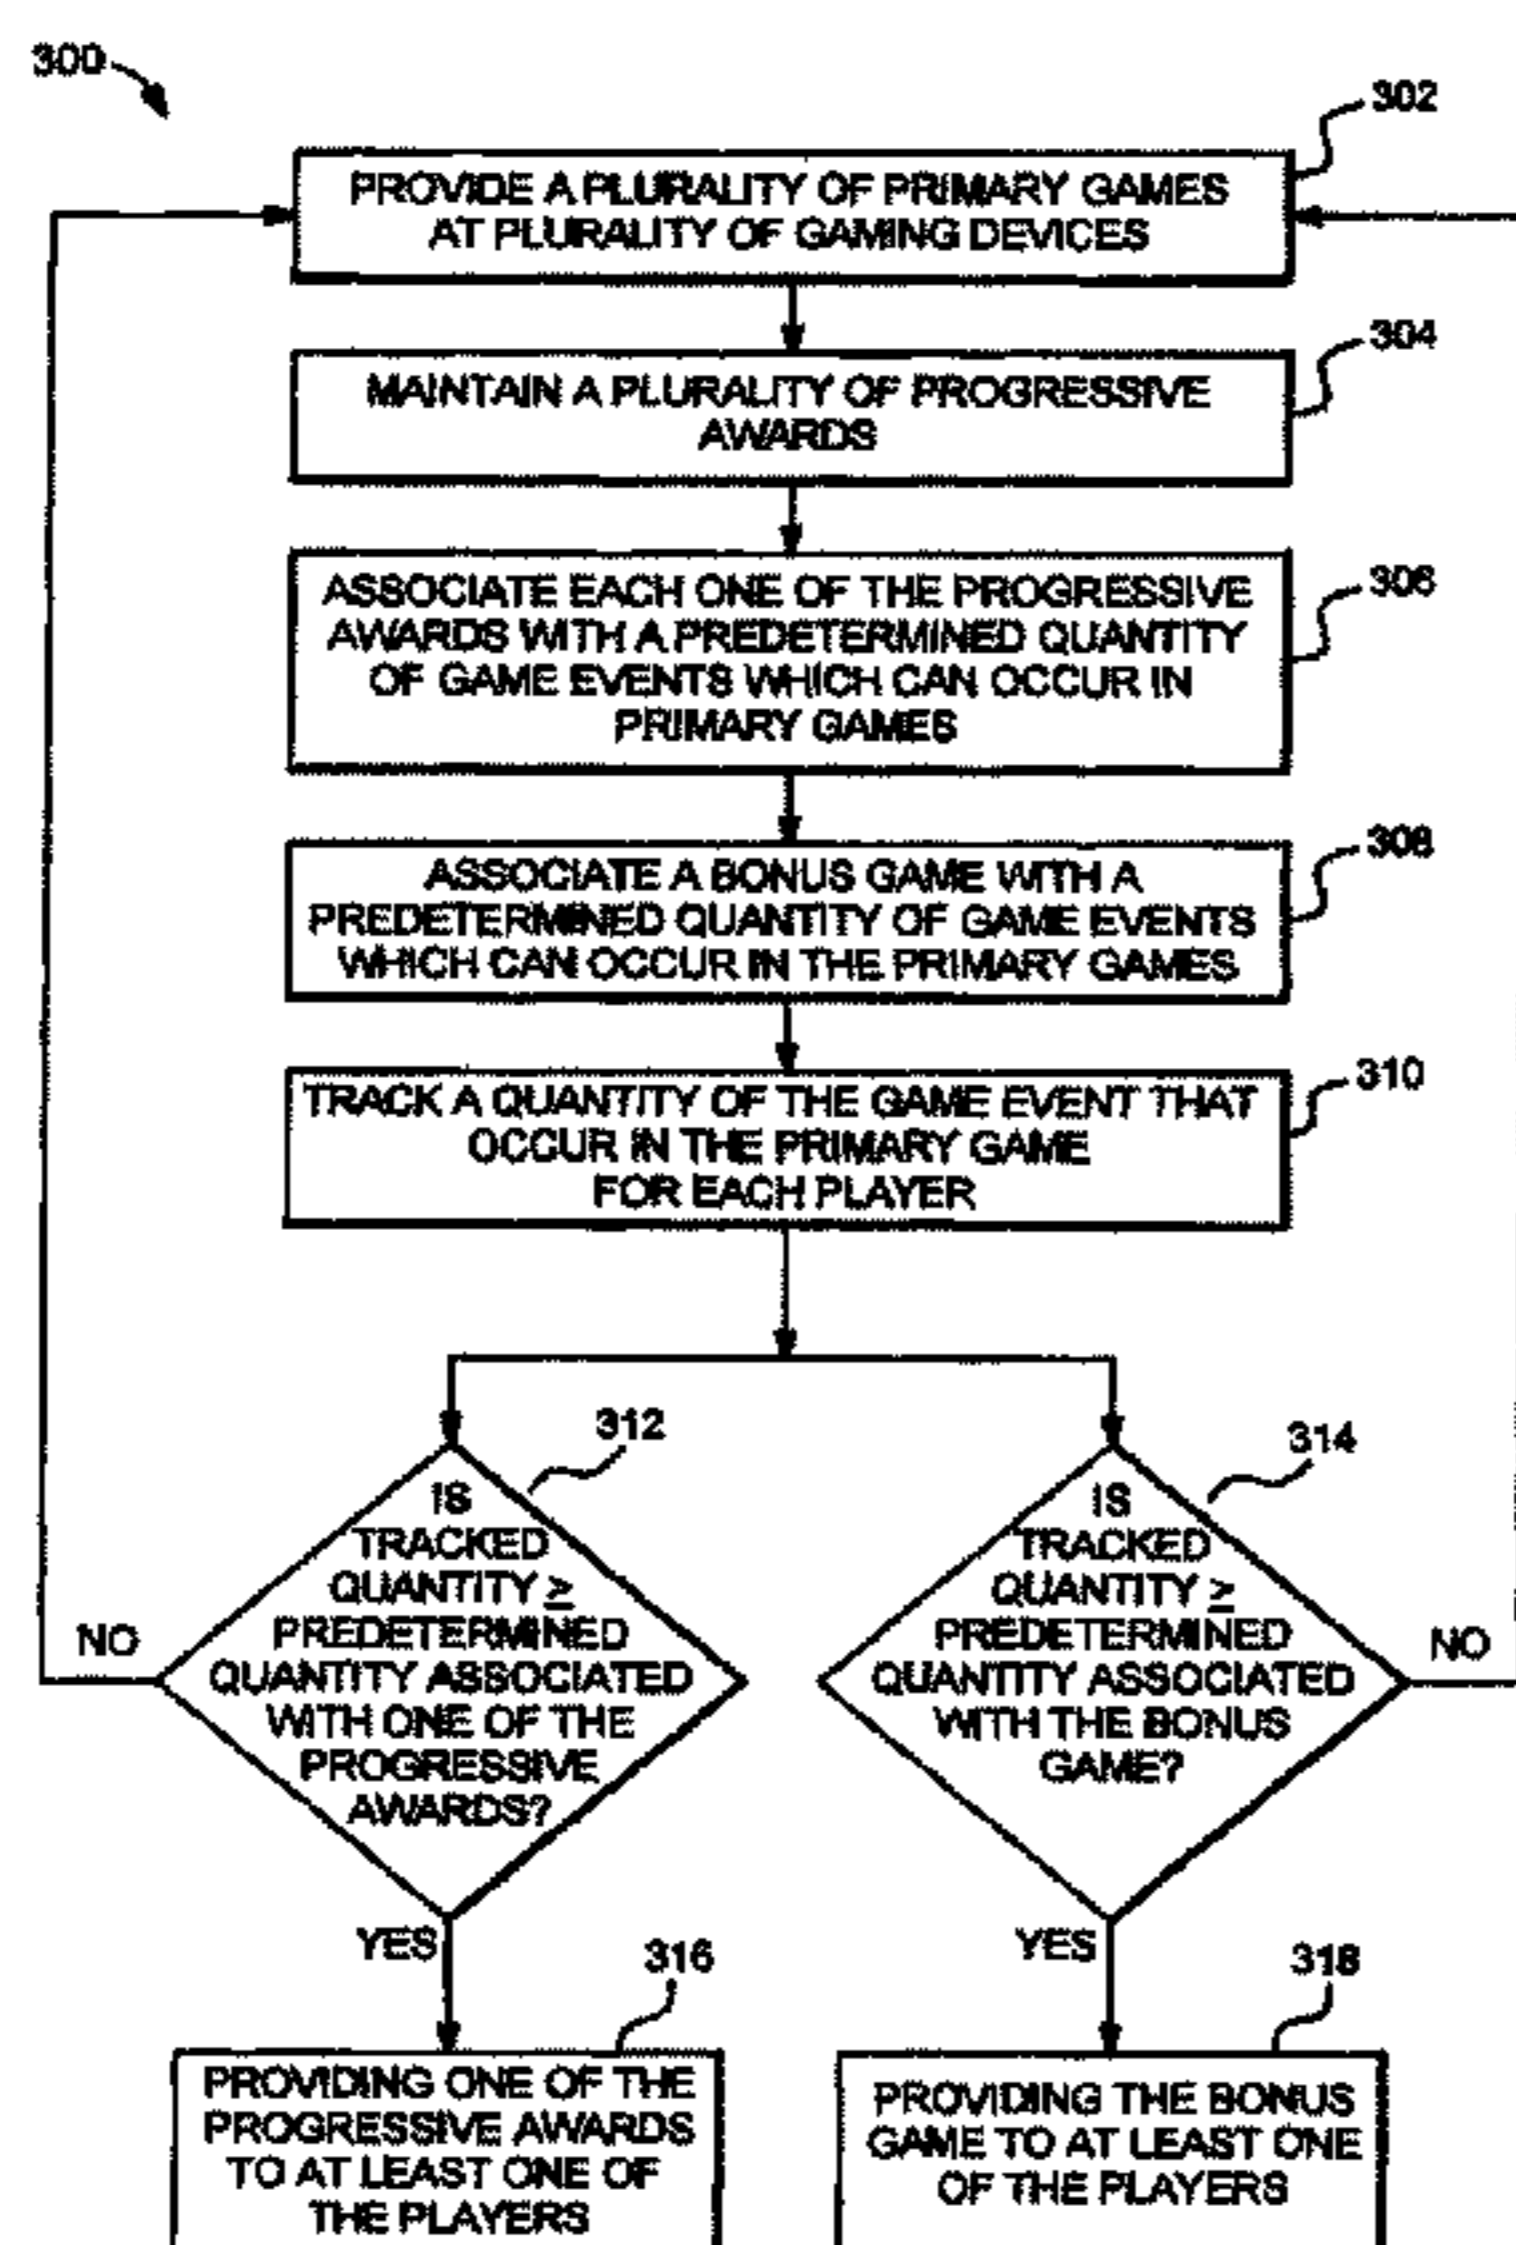 300
302
PROVIDE A PLURALITY OF PRIMARY GAMES
AT PLURALITY OF GAMING DEVICES
304
MAINTAIN A PLURALITY OF PROGRESSIVE
AWARDS
306
ASSOCIATE EACH ONE OF THE PROGRESSIVE
AWARDS WITH A PREDETERMINED QUANTITY
OF GAME EVENTS WHICH CAN OCCUR IN
PRIMARY GAMES
308
ASSOCIATE A BONUS GAME WITH A
PREDETERMINED QUANTITY OF GAME EVENTS
WHICH CAN OCCUR IN THE PRIMARY GAMES
310
TRACK A QUANTITY OF THE GAME EVENT THAT
OCCUR IN THE PRIMARY GAME
FOR EACH PLAYER
312
IS
TRACKED
QUANTITY ≥
PREDETERMINED
QUANTITY ASSOCIATED
WITH ONE OF THE
PROGRESSIVE
AWARDS?
NO
YES
314
IS
TRACKED
QUANTITY ≥
PREDETERMINED
QUANTITY ASSOCIATED
WITH THE BONUS
GAME?
NO
YES
316
PROVIDING ONE OF THE
PROGRESSIVE AWARDS
TO AT LEAST ONE OF
THE PLAYERS
318
PROVIDING THE BONUS
GAME TO AT LEAST ONE
OF THE PLAYERS